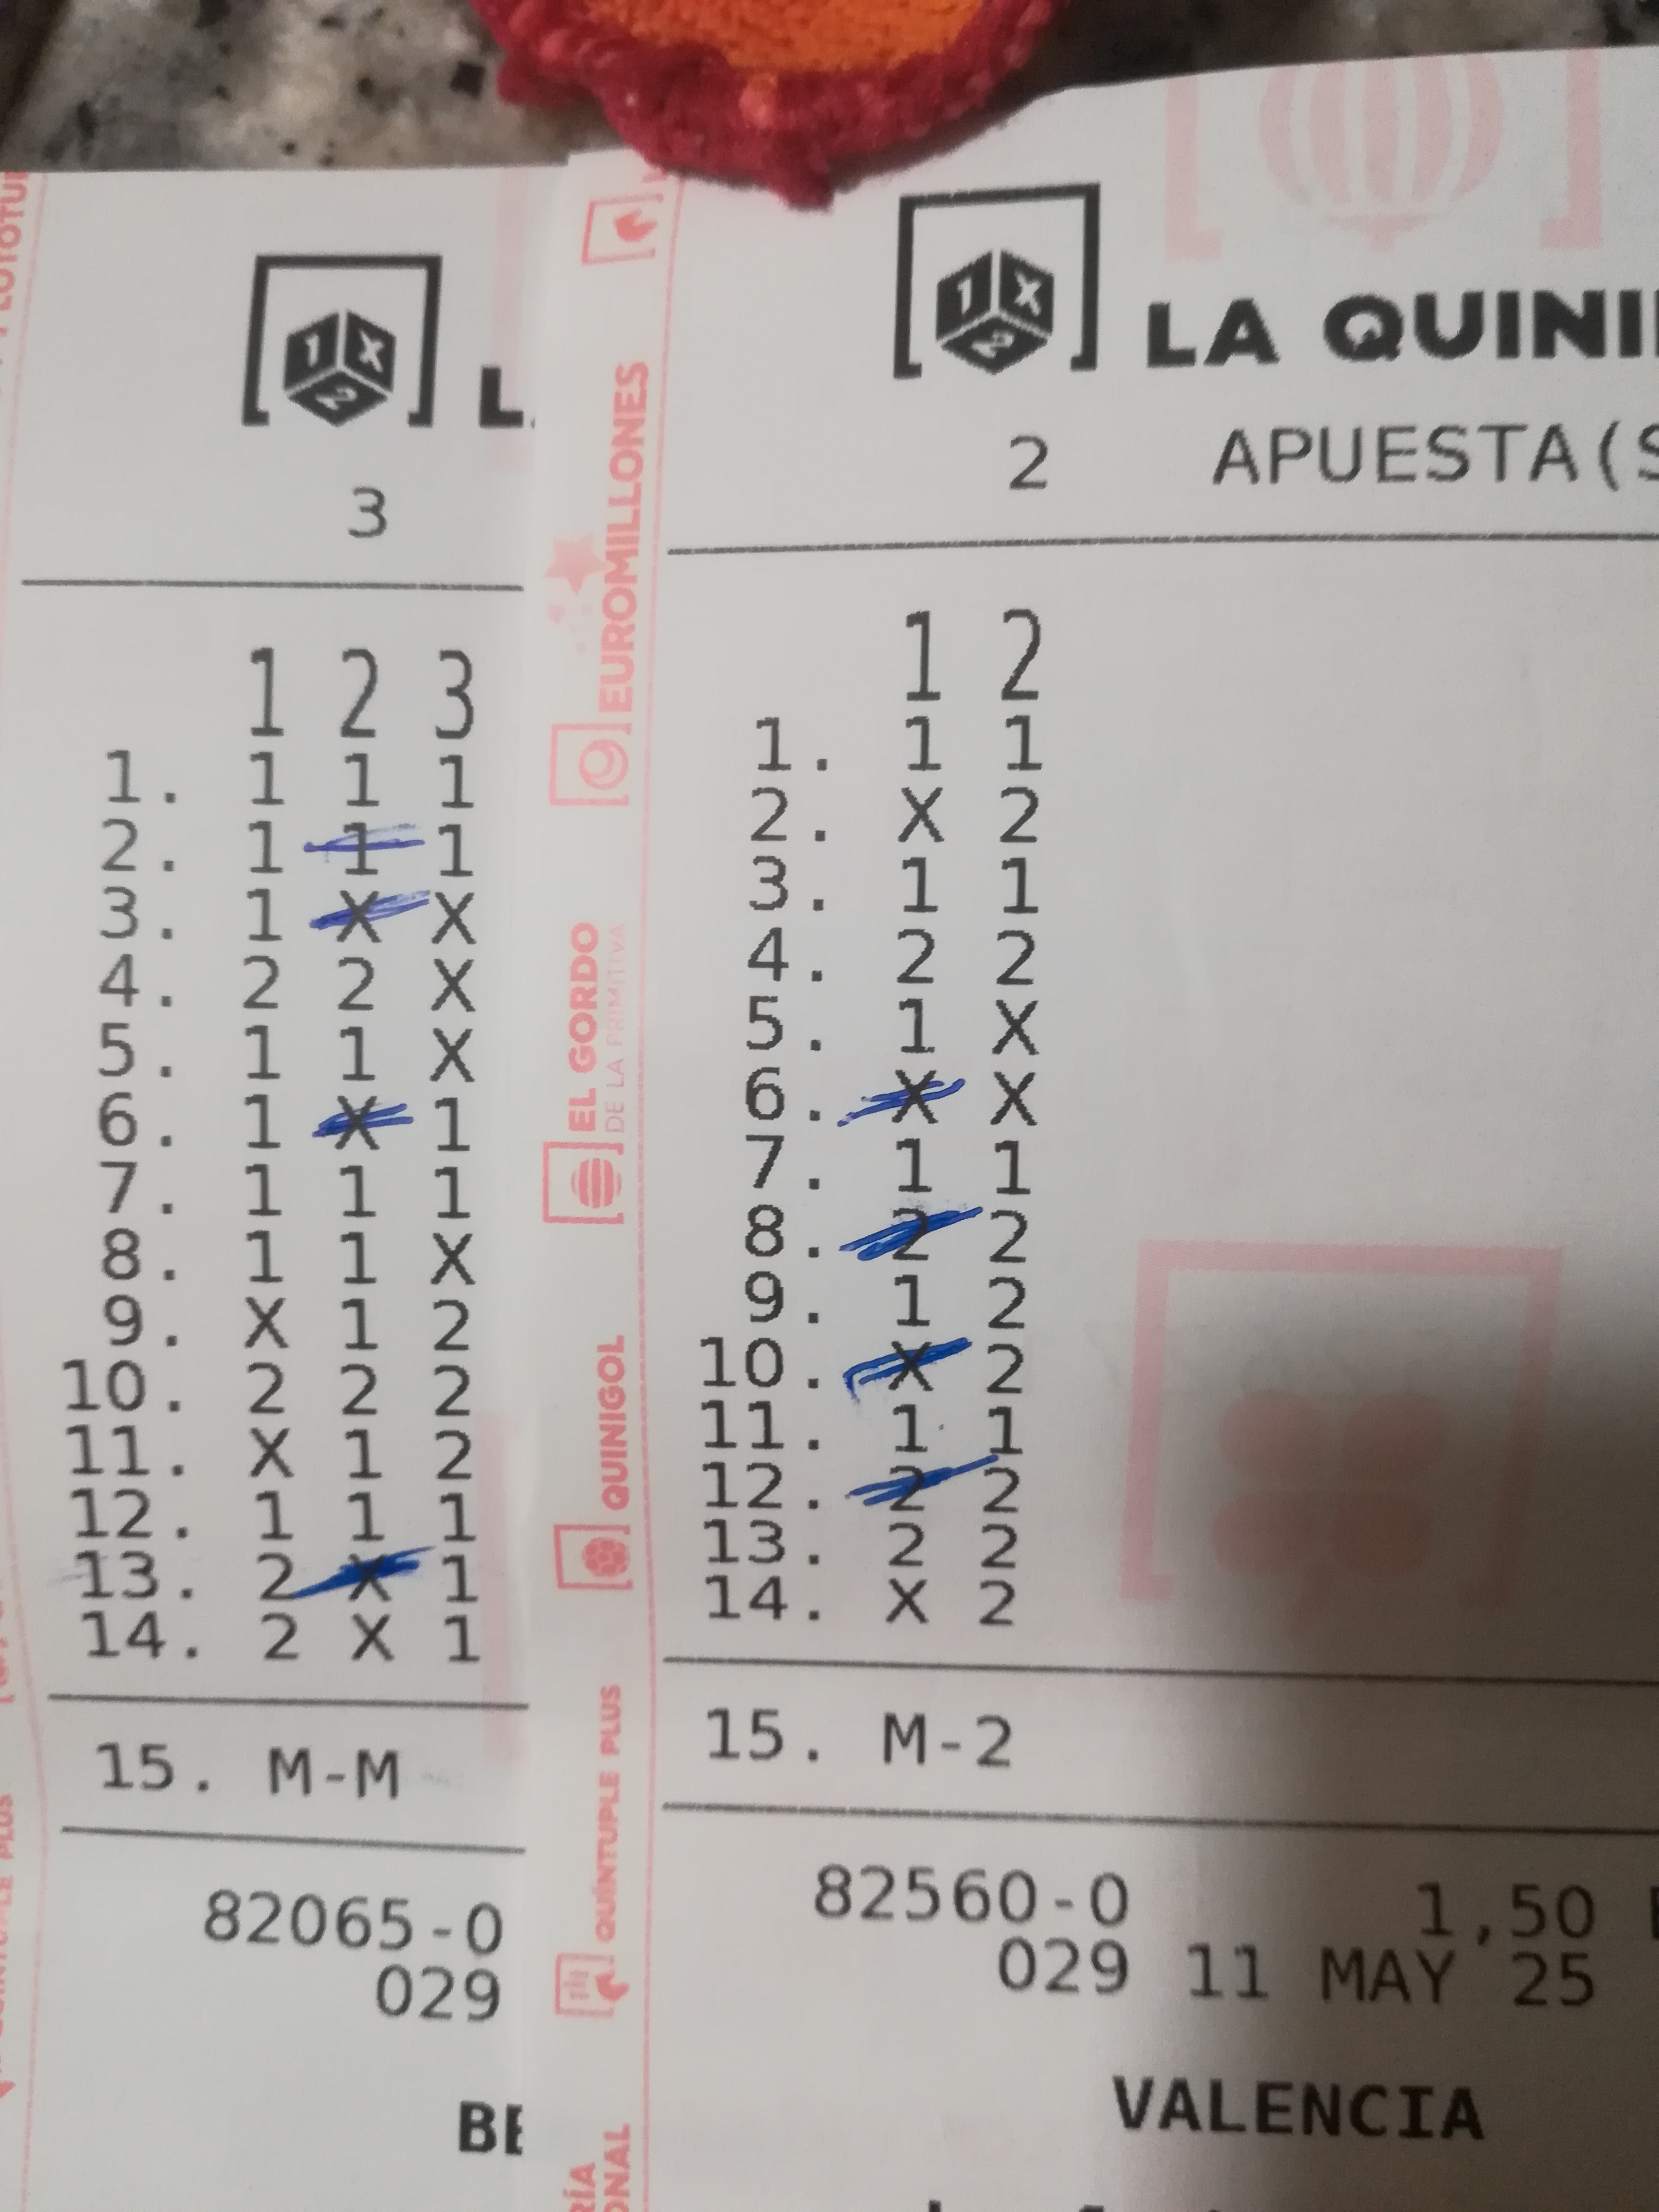 1 X 2
L
3
1 2 3
1. 1 1 1
2. 1 1 1
3. 1 X X
4. 2 2 X
5. 1 1 X
6. 1 X 1
7. 1 1 1
8. 1 1 X
9. X 1 2
10. 2 2 2
11. X 1 2
12. 1 1 1
13. 2 X 1
14. 2 X 1
15. M-M
82065-0
029
BE
EUROMILLONES
EL GORDO
DE LA PRIMITIVA
QUINIGOL
QUÍNTUPLE PLUS
1 X 2
LA QUINI
2 APUESTA(S
1 2
1. 1 1
2. X 2
3. 1 1
4. 2 2
5. 1 X
6. X X
7. 1 1
8. 2 2
9. 1 2
10. X 2
11. 1 1
12. 2 2
13. 2 2
14. X 2
15. M-2
82560-0 1,50
029 11 MAY 25
VALENCIA